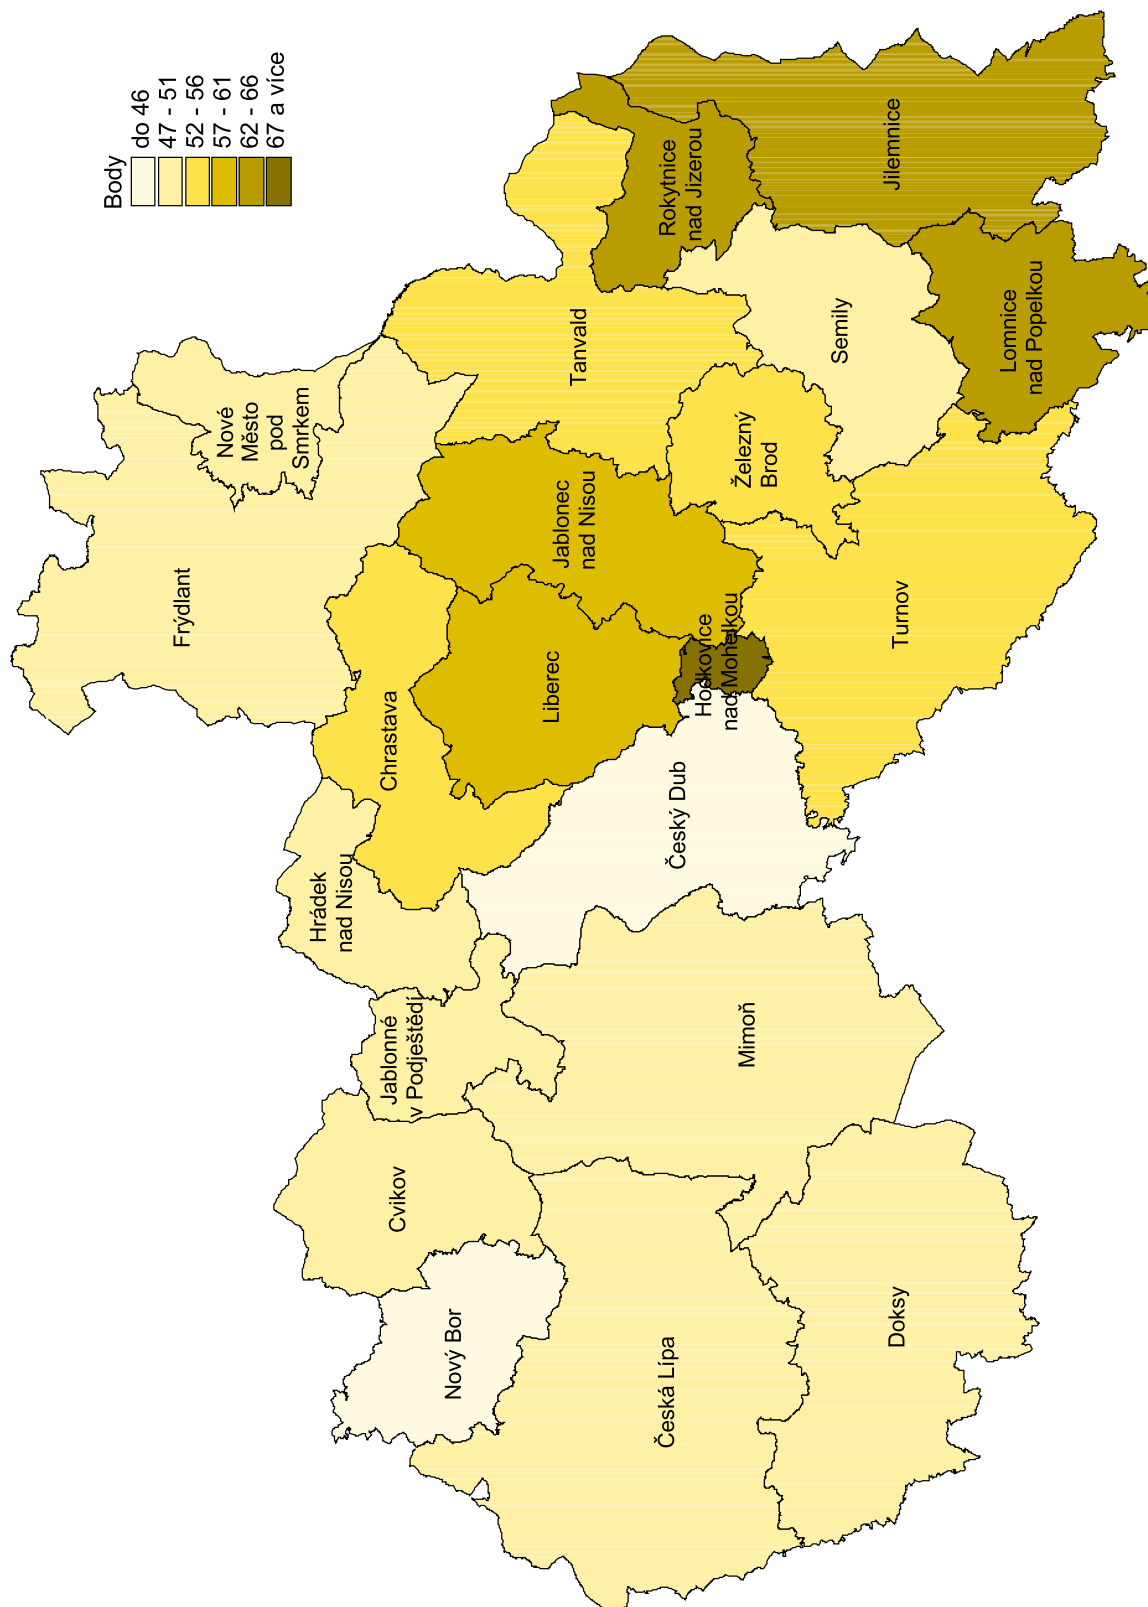 Body
do 46
47 - 51
52 - 56
57 - 61
62 - 66
67 a více
Frýdlant
Nové
Město
pod
Smrkem
Hrádek
nad Nisou
Chrastava
Jablonné
v Podještědí
Cvikov
Nový Bor
Liberec
Jablonec
nad Nisou
Tanvald
Rokytnice
nad Jizerou
Jilemnice
Semily
Železný
Brod
Lomnice
nad Popelkou
Hodkovice
nad Mohelkou
Český Dub
Turnov
Mimoň
Česká Lípa
Doksy